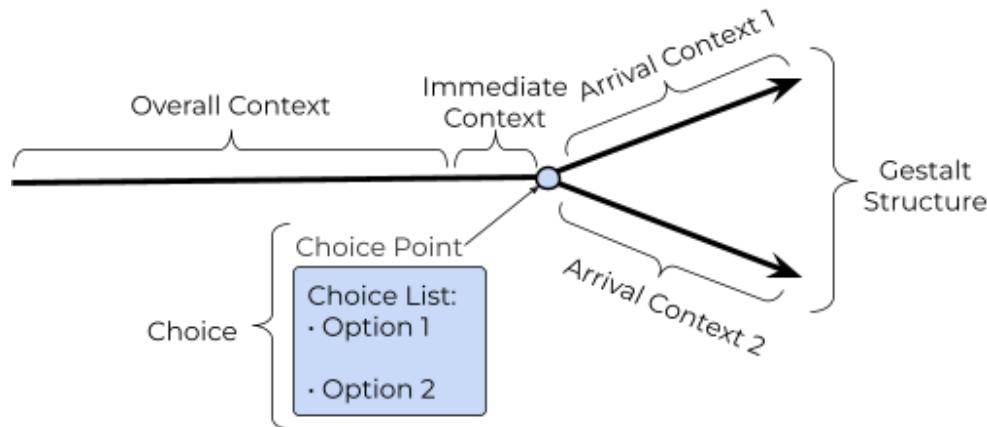 Overall Context
Immediate
Context
Arrival Context 1
Gestalt
Structure
Arrival Context 2
Choice
Choice Point
Choice List:
• Option 1
• Option 2